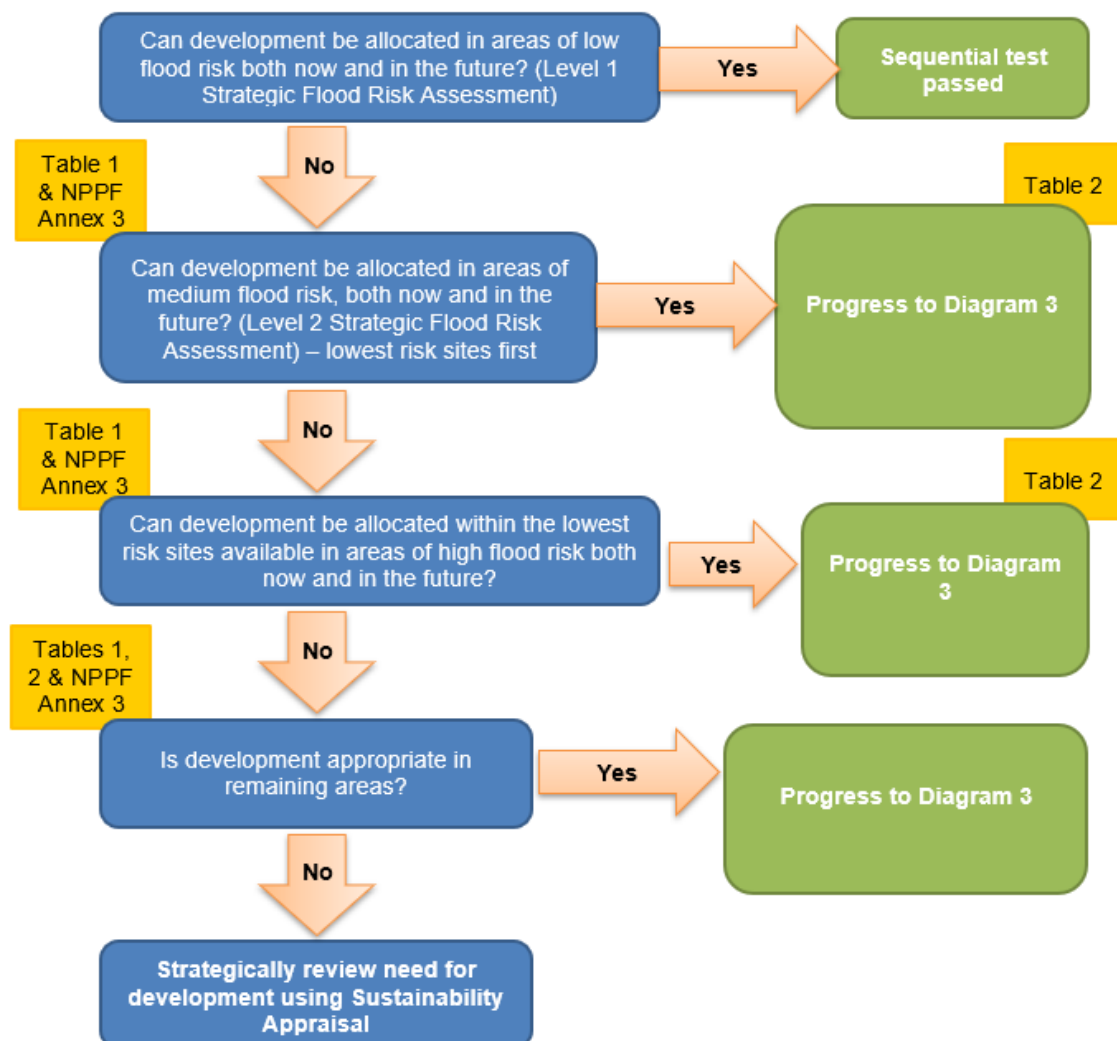 Can development be allocated in areas of low
flood risk both now and in the future? (Level 1
Strategic Flood Risk Assessment)
Yes
Sequential test
passed
No
Table 1
& NPPF
Annex 3
Table 2
Can development be allocated in areas of
medium flood risk, both now and in the
future? (Level 2 Strategic Flood Risk
Assessment) – lowest risk sites first
Yes
Progress to Diagram 3
No
Table 1
& NPPF
Annex 3
Table 2
Can development be allocated within the lowest
risk sites available in areas of high flood risk both
now and in the future?
Yes
Progress to Diagram
3
No
Tables 1,
2 & NPPF
Annex 3
Is development appropriate in
remaining areas?
Yes
Progress to Diagram 3
No
Strategically review need for
development using Sustainability
Appraisal